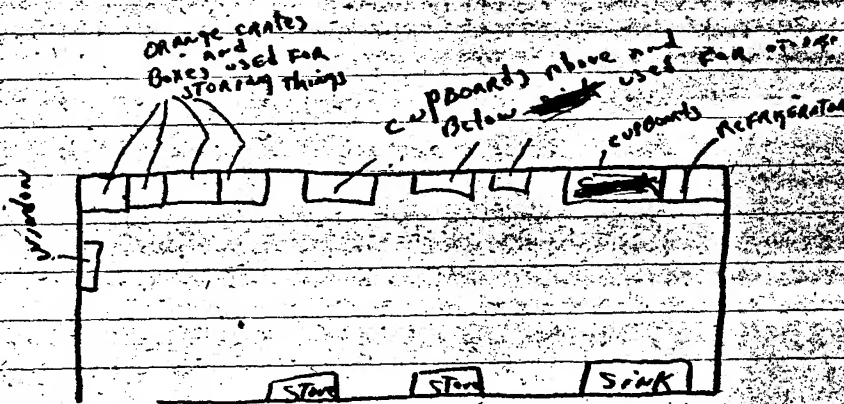 ORANGE CRATES
and
Boxes used FOR
STORING Things
CUPBOARDS Above and
Below used FOR
CUPBOARDS
REFRIGERATOR
Window
STove
STove
SINK